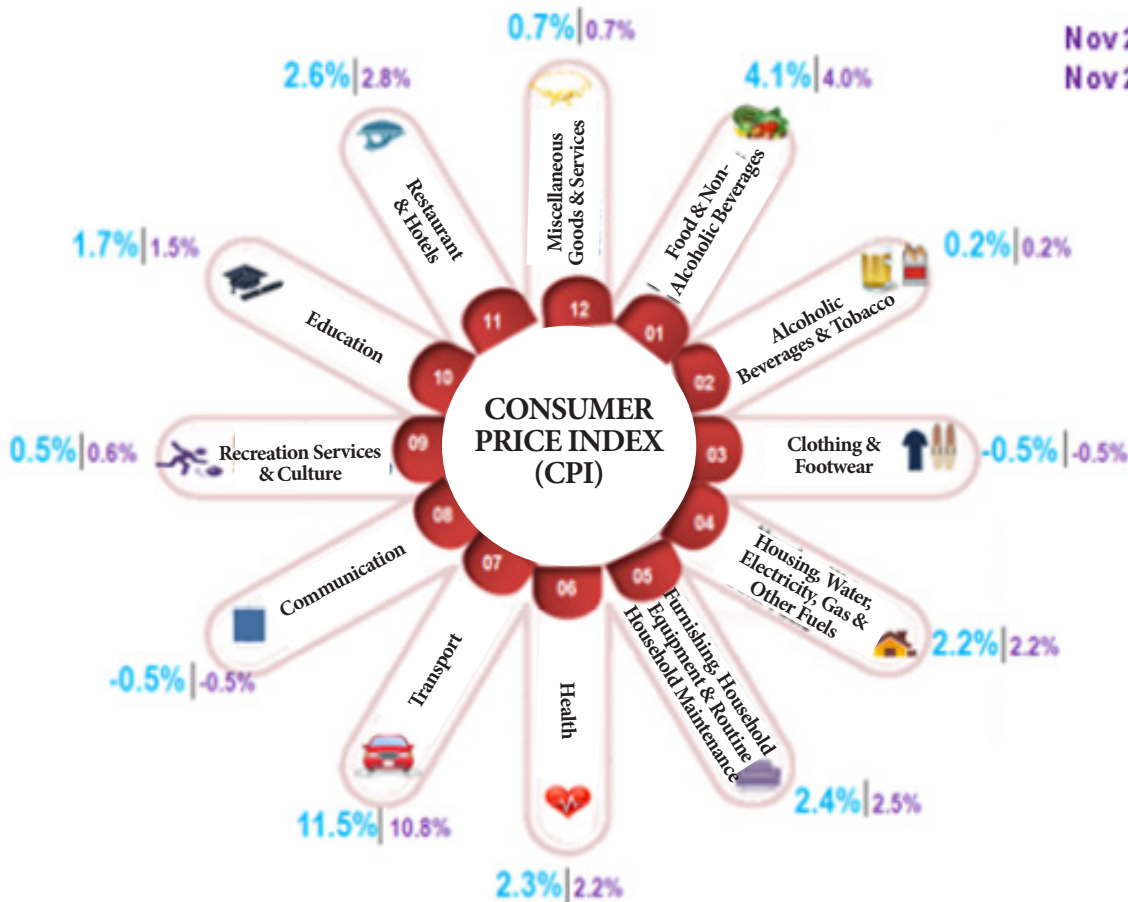 0.7% 0.7%
Nov2
Nov2
2.6% 2.8%
4.1% 4.0%
Miscellaneous
Goods & Services
Food & Non-
Alcoholic Beverages
Restaurant
& Hotels
1.7% 1.5%
0.2% 0.2%
Alcoholic
Beverages & Tobacco
Education
12
11
01
10
02
CONSUMER
PRICE INDEX
(CPI)
0.5% 0.6%
Recreation Services
& Culture
09
03
Clothing &
Footwear
-0.5% -0.5%
08
04
Communication
Housing, Water,
Electricity, Gas &
Other Fuels
07
06
05
2.2% 2.2%
-0.5% -0.5%
Transport
Health
Furnishing, Household
Equipment & Routine
Household Maintenance
2.4% 2.5%
11.5% 10.8%
2.3% 2.2%